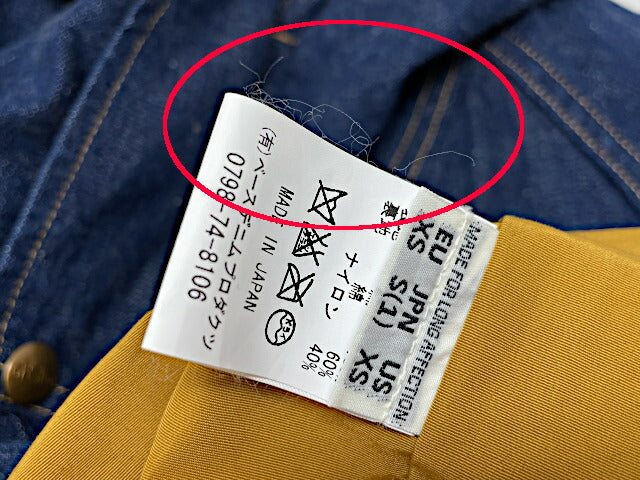 MADE FOR LONG AFFECTION
EU JPN US
XS S(1) XS
綿 60%
ナイロン 40%
MADE IN JAPAN
(有)ベースデニムプロダクツ
0798-74-8106